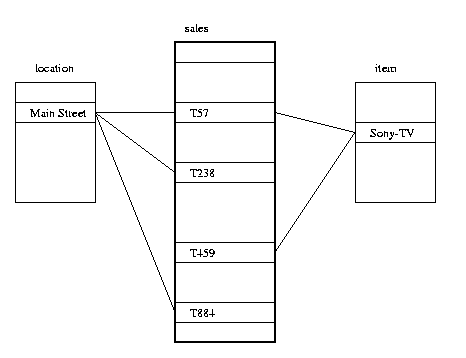 sales
location
item
Main Street
T57
Sony-TV
T238
T459
T884